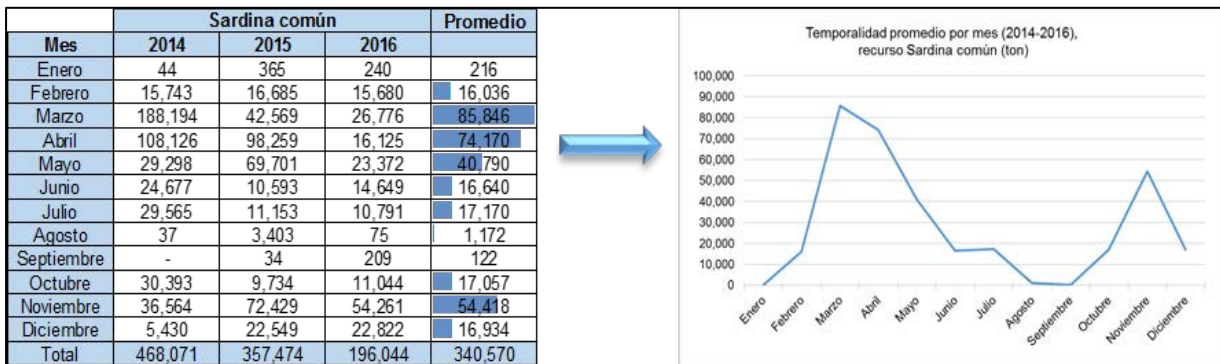 Sardina común Promedio
Mes 2014 2015 2016
Enero 44 365 240 216
Febrero 15,743 16,685 15,680 16,036
Marzo 188,194 42,569 26,776 85,846
Abril 108,126 98,259 16,125 74,170
Mayo 29,298 69,701 23,372 40,790
Junio 24,677 10,593 14,649 16,640
Julio 29,565 11,153 10,791 17,170
Agosto 37 3,403 75 1,172
Septiembre - 34 209 122
Octubre 30,393 9,734 11,044 17,057
Noviembre 36,564 72,429 54,261 54,418
Diciembre 5,430 22,549 22,822 16,934
Total 468,071 357,474 196,044 340,570
Temporalidad promedio por mes (2014-2016),
recurso Sardina común (ton)
100,000
90,000
80,000
70,000
60,000
50,000
40,000
30,000
20,000
10,000
0
Enero Febrero Marzo Abril Mayo Junio Julio Agosto Septiembre Octubre Noviembre Diciembre